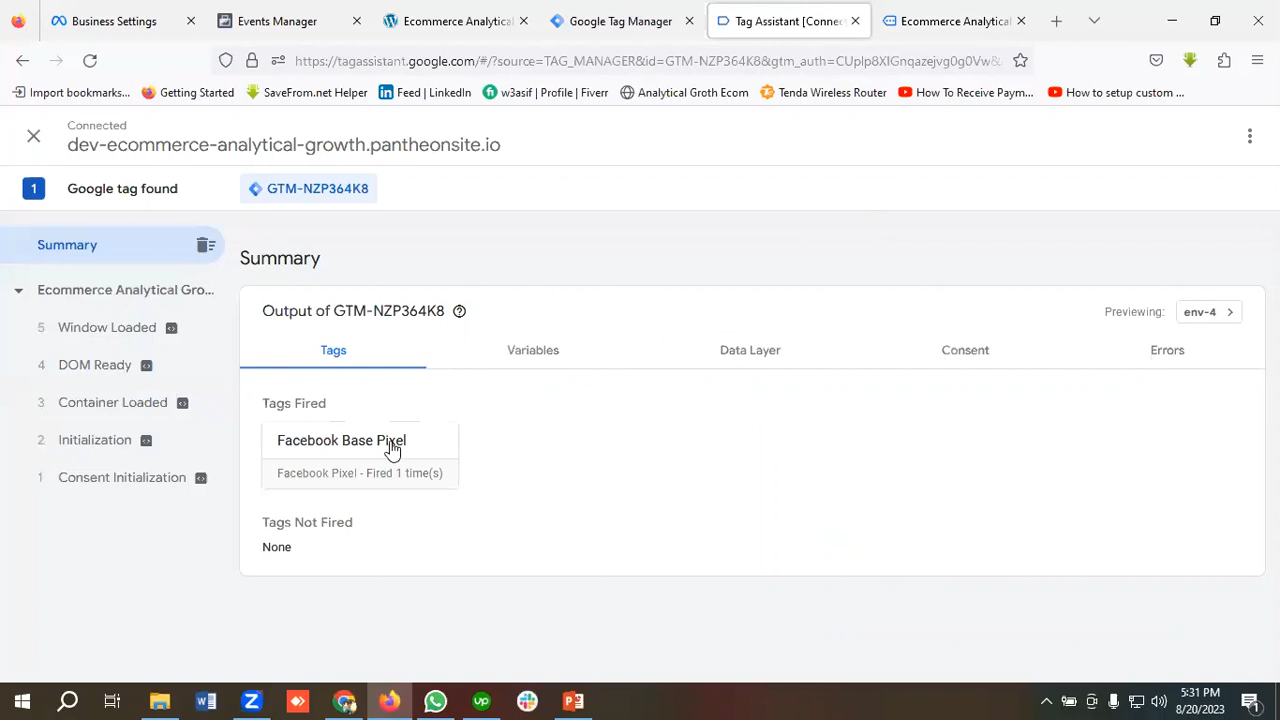 Business Settings
Events Manager
Ecommerce Analytical
Google Tag Manager
Tag Assistant [Connec
Ecommerce Analytical
https://tagassistant.google.com/#/?source=TAG_MANAGER&id=GTM-NZP364K8&gtm_auth=CUplp8XIGnqazejvg0g0Vw&
Import bookmarks...
Getting Started
SaveFrom.net Helper
Feed | LinkedIn
w3asif | Profile | Fiverr
Analytical Groth Ecom
Tenda Wireless Router
How To Receive Paym...
How to setup custom ...
Connected
dev-ecommerce-analytical-growth.pantheonsite.io
1
Google tag found
GTM-NZP364K8
Summary
Ecommerce Analytical Gro...
5 Window Loaded
4 DOM Ready
3 Container Loaded
2 Initialization
1 Consent Initialization
Summary
Output of GTM-NZP364K8
Previewing: env-4
Tags
Variables
Data Layer
Consent
Errors
Tags Fired
Facebook Base Pixel
Facebook Pixel - Fired 1 time(s)
Tags Not Fired
None
5:31 PM
8/20/2023